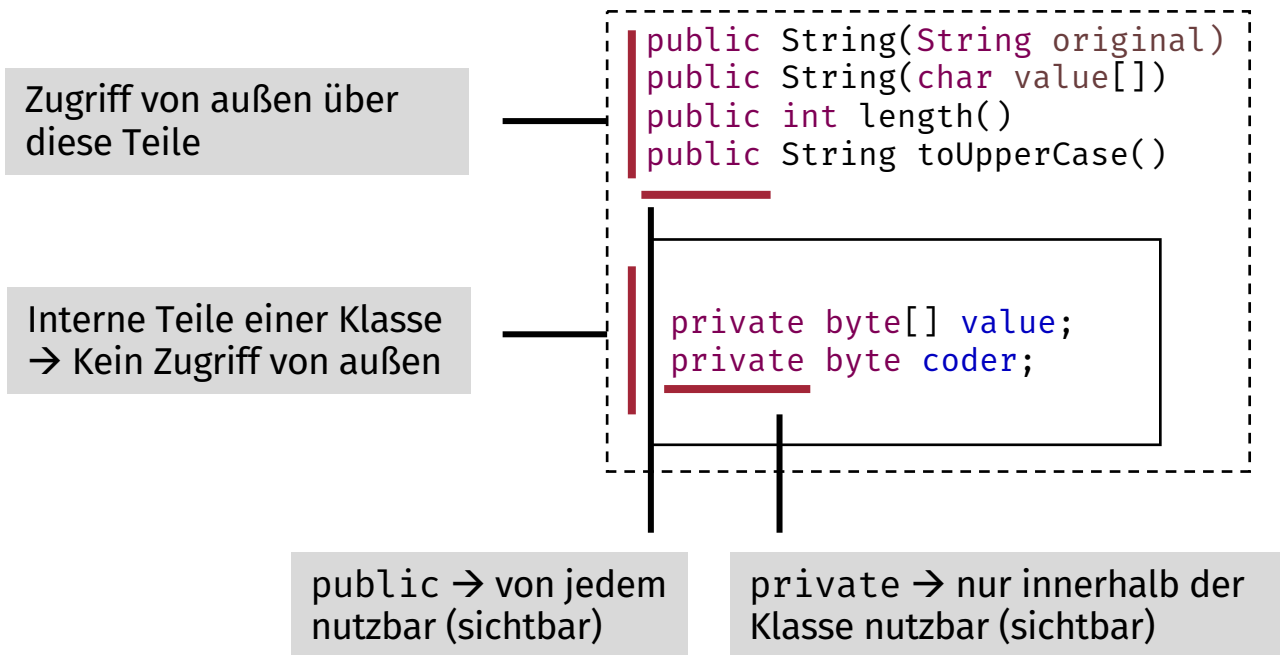 public String(String original)
public String(char value[])
public int length()
public String toUpperCase()
Zugriff von außen über
diese Teile
Interne Teile einer Klasse
→ Kein Zugriff von außen
private byte[] value;
private byte coder;
public → von jedem
nutzbar (sichtbar)
private → nur innerhalb der
Klasse nutzbar (sichtbar)